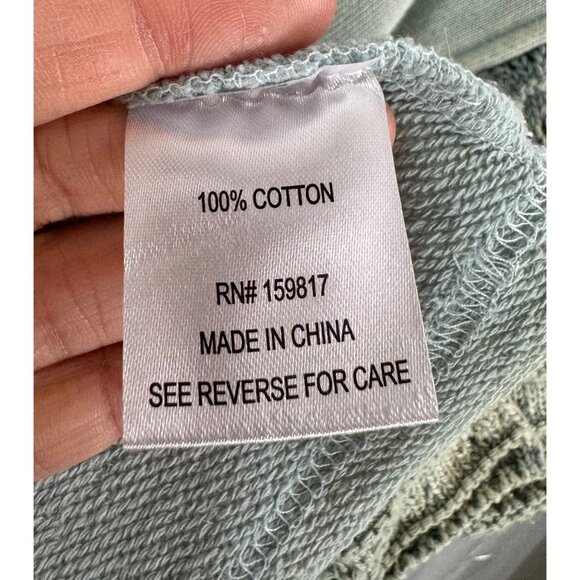 100% COTTON
RN# 159817
MADE IN CHINA
SEE REVERSE FOR CARE